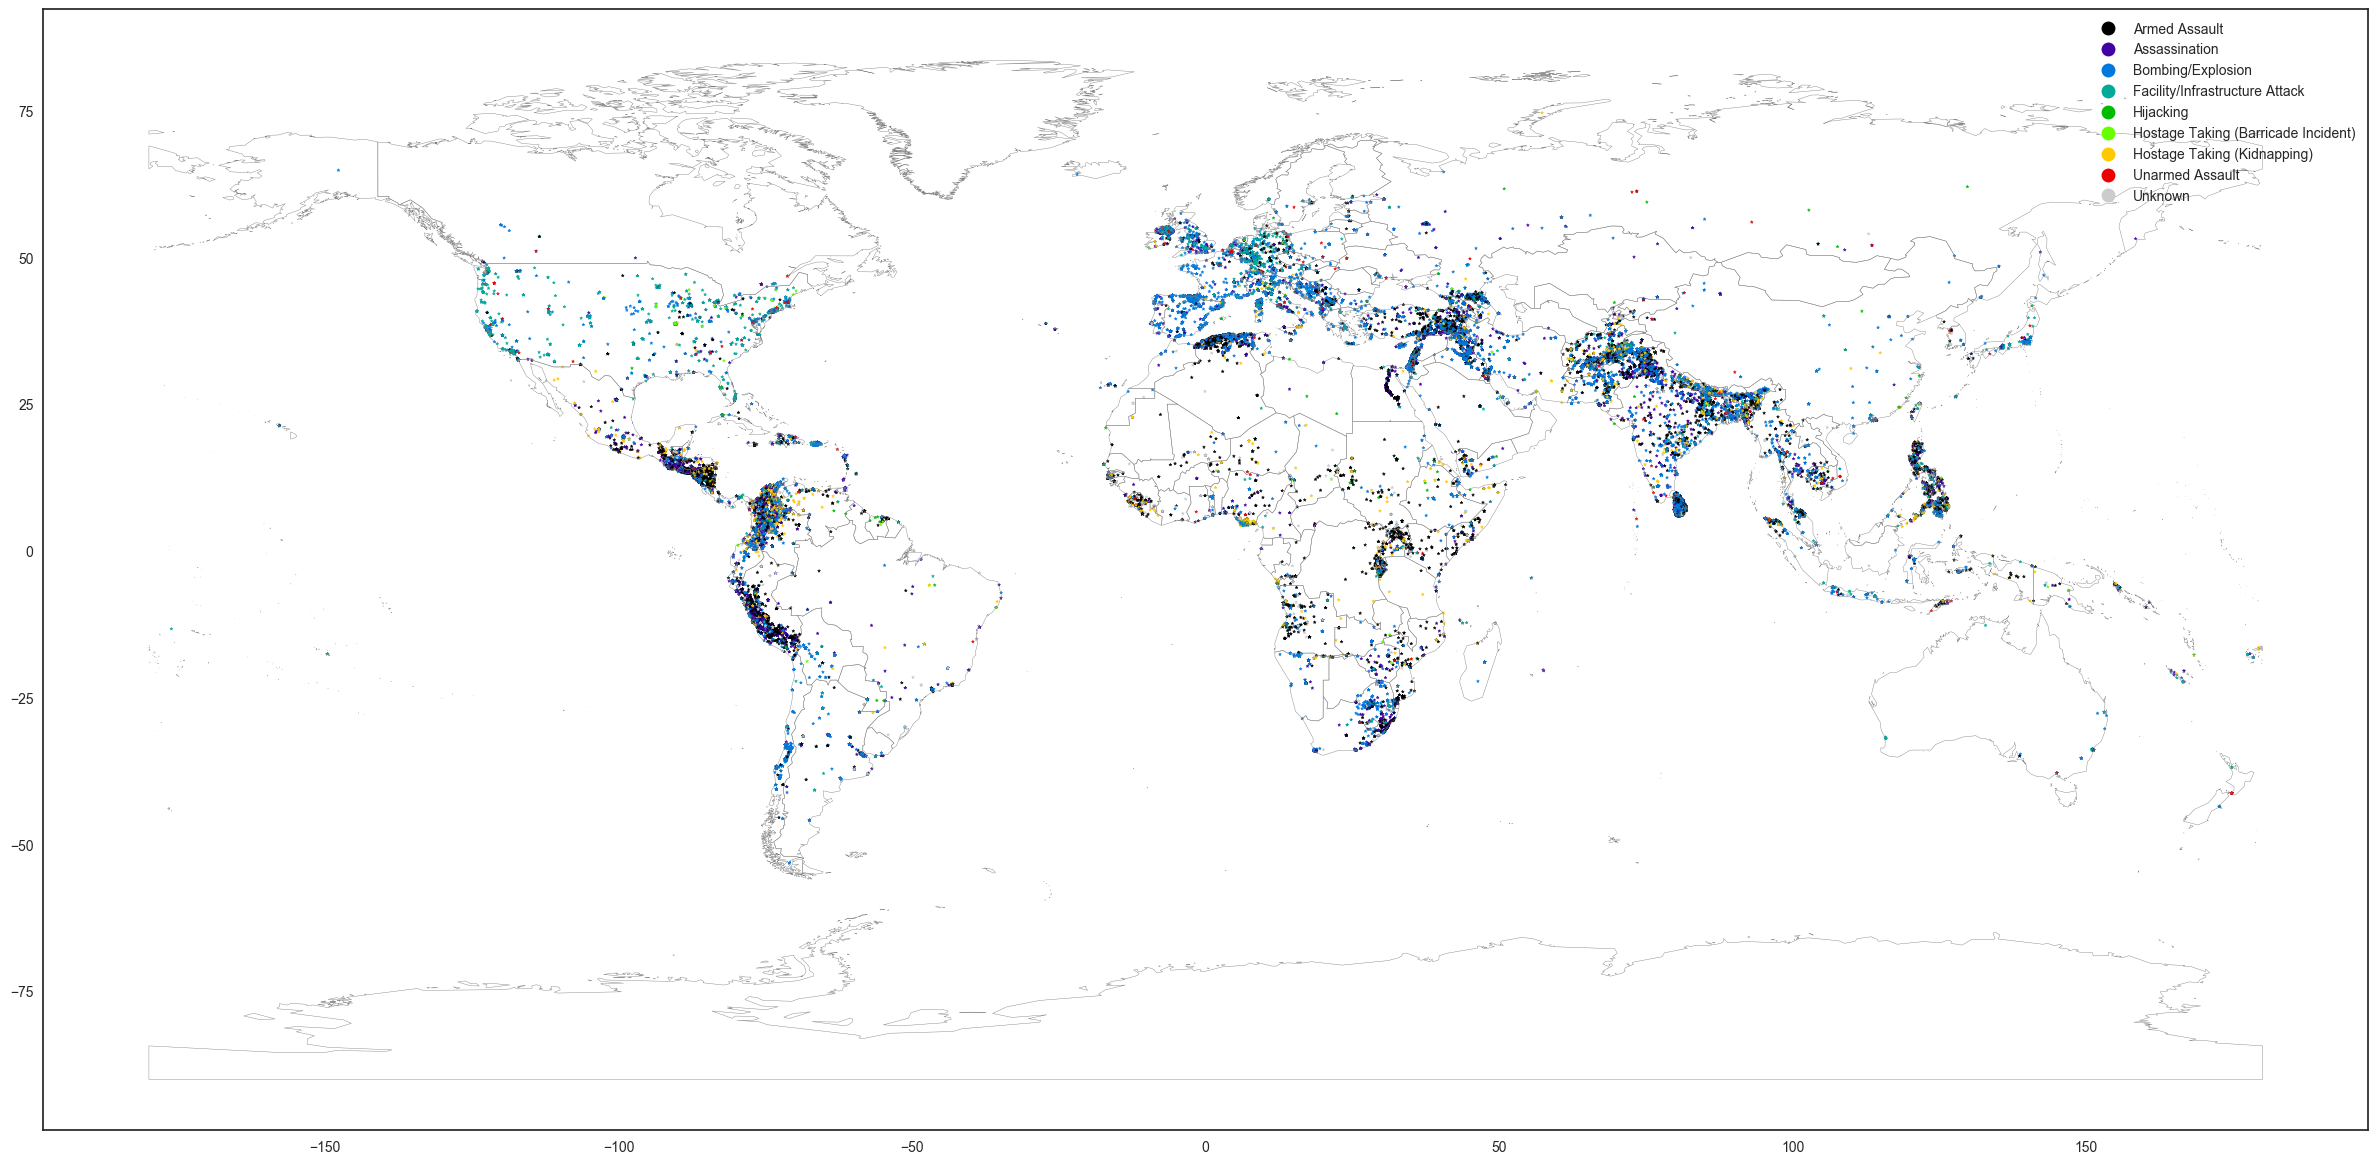 Armed Assault
Assassination
Bombing/Explosion
Facility/Infrastructure Attack
Hijacking
Hostage Taking (Barricade Incident)
Hostage Taking (Kidnapping)
Unarmed Assault
Unknown
75
50
25
0
−25
−50
−75
−150 −100 −50 0 50 100 150